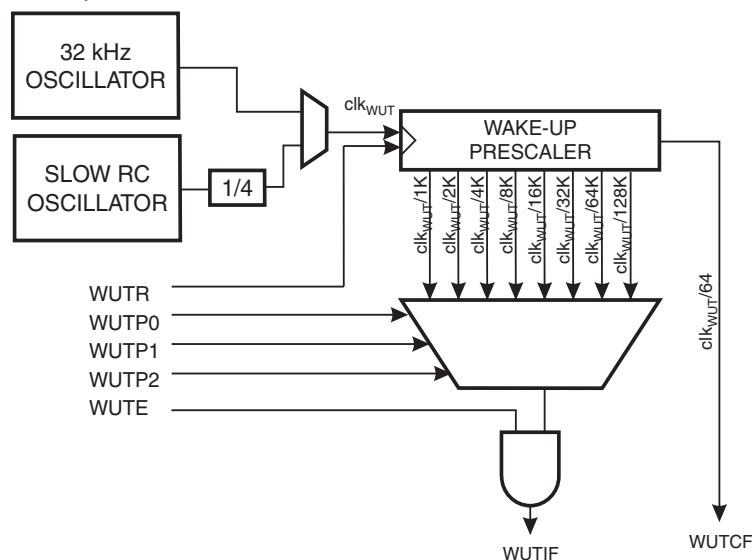 32 kHz
OSCILLATOR
clkWUT
WAKE-UP
PRESCALER
SLOW RC
OSCILLATOR
1/4
clkWUT/1K
clkWUT/2K
clkWUT/4K
clkWUT/8K
clkWUT/16K
clkWUT/32K
clkWUT/64K
clkWUT/128K
clkWUT/64
WUTR
WUTP0
WUTP1
WUTP2
WUTE
WUTIF
WUTCF